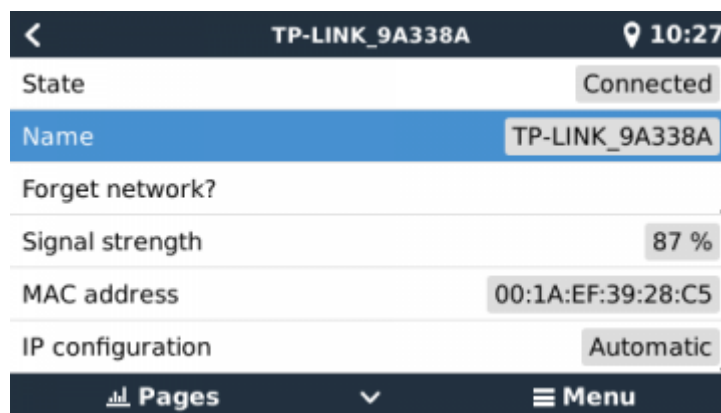 TP-LINK_9A338A 10:27
State Connected
Name TP-LINK_9A338A
Forget network?
Signal strength 87 %
MAC address 00:1A:EF:39:28:C5
IP configuration Automatic
Pages Menu